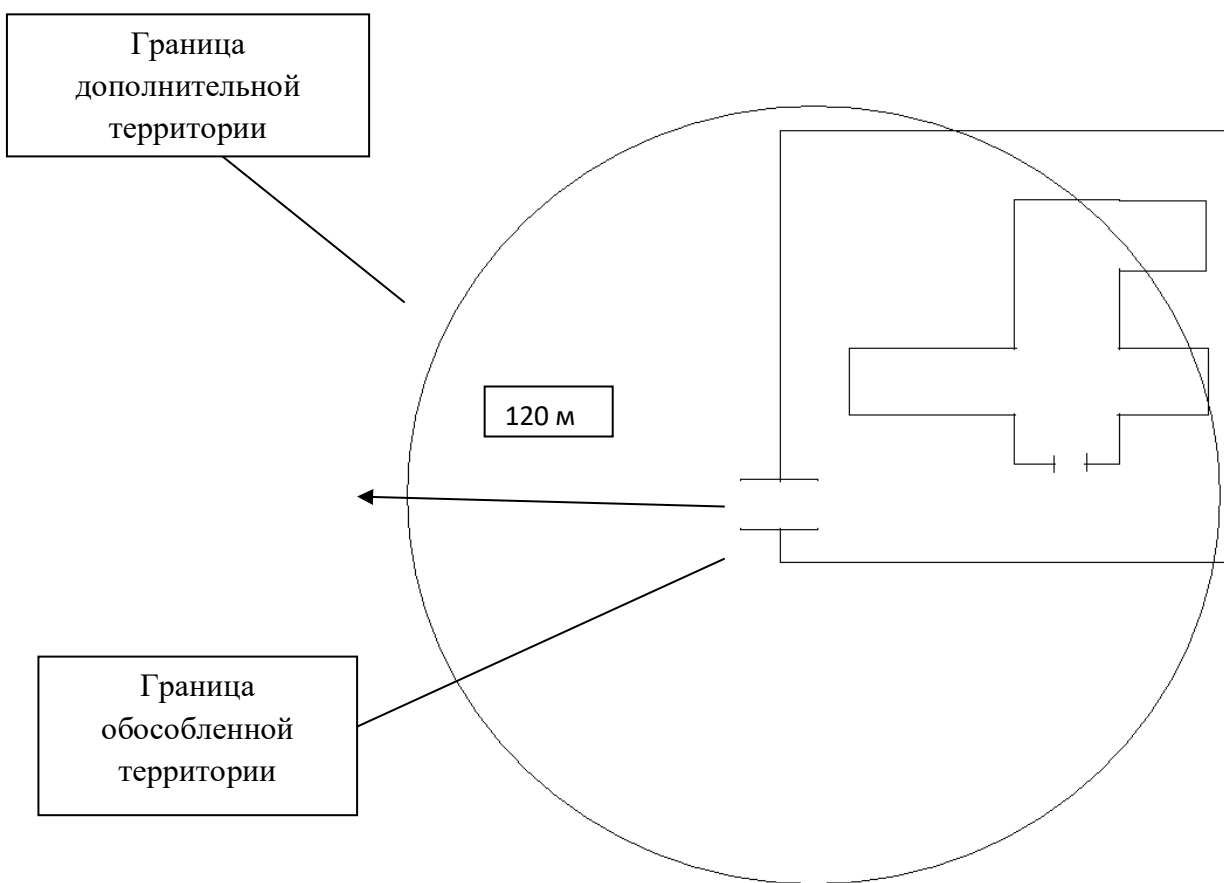 Граница
дополнительной
территории
120 м
Граница
обособленной
территории